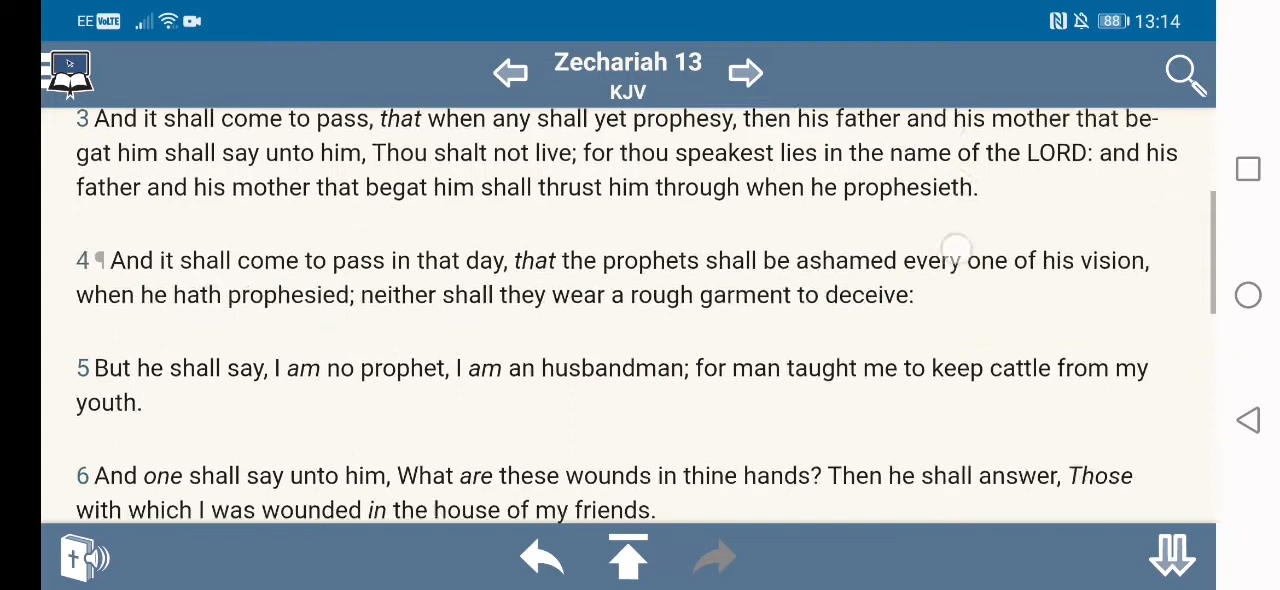 EE VoLTE 88 13:14
Zechariah 13
KJV
3 And it shall come to pass, that when any shall yet prophesy, then his father and his mother that be-
gat him shall say unto him, Thou shalt not live; for thou speakest lies in the name of the LORD: and his
father and his mother that begat him shall thrust him through when he prophesieth.
4 ¶ And it shall come to pass in that day, that the prophets shall be ashamed every one of his vision,
when he hath prophesied; neither shall they wear a rough garment to deceive:
5 But he shall say, I am no prophet, I am an husbandman; for man taught me to keep cattle from my
youth.
6 And one shall say unto him, What are these wounds in thine hands? Then he shall answer, Those
with which I was wounded in the house of my friends.